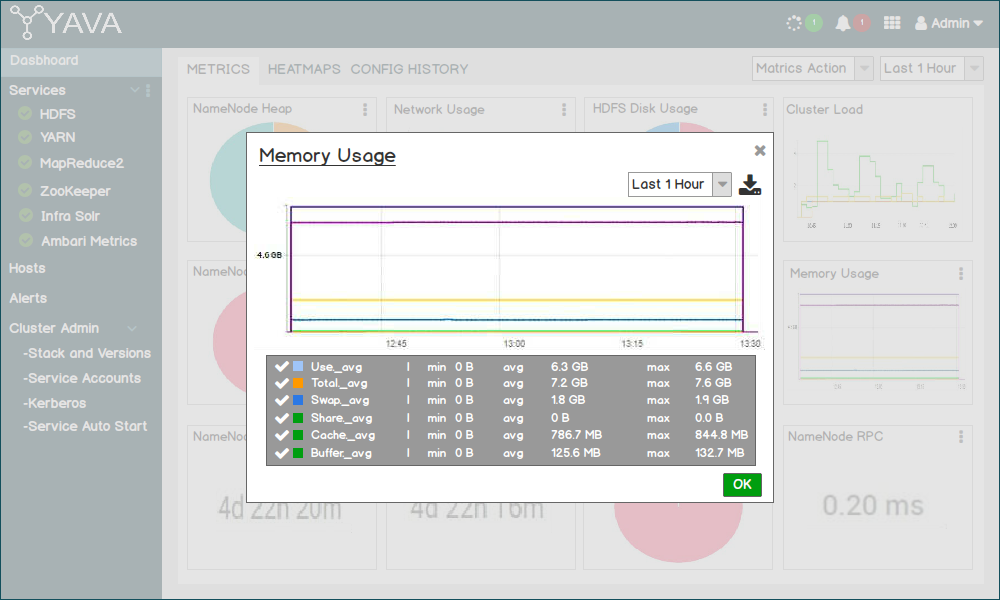 YAVA
1
1
Admin
Dasbhoard
Services
HDFS
YARN
MapReduce2
ZooKeeper
Infra Solr
Ambari Metrics
Hosts
Alerts
Cluster Admin
-Stack and Versions
-Service Accounts
-Kerberos
-Service Auto Start
METRICS HEATMAPS CONFIG HISTORY
Matrics Action
Last 1 Hour
NameNode Heap
Network Usage
HDFS Disk Usage
Cluster Load
Memory Usage
Last 1 Hour
4.6 GB
12:45 13:00 13:15 13:30
Use_avg | min 0 B avg 6.3 GB max 6.6 GB
Total_avg | min 0 B avg 7.2 GB max 7.6 GB
Swap_avg | min 0 B avg 1.8 GB max 1.9 GB
Share_avg | min 0 B avg 0 B max 0.0 B
Cache_avg | min 0 B avg 786.7 MB max 844.8 MB
Buffer_avg | min 0 B avg 125.6 MB max 132.7 MB
OK
NameNo
Memory Usage
NameNo
NameNode RPC
4d 22h 20m
4d 22h 16m
0.20 ms